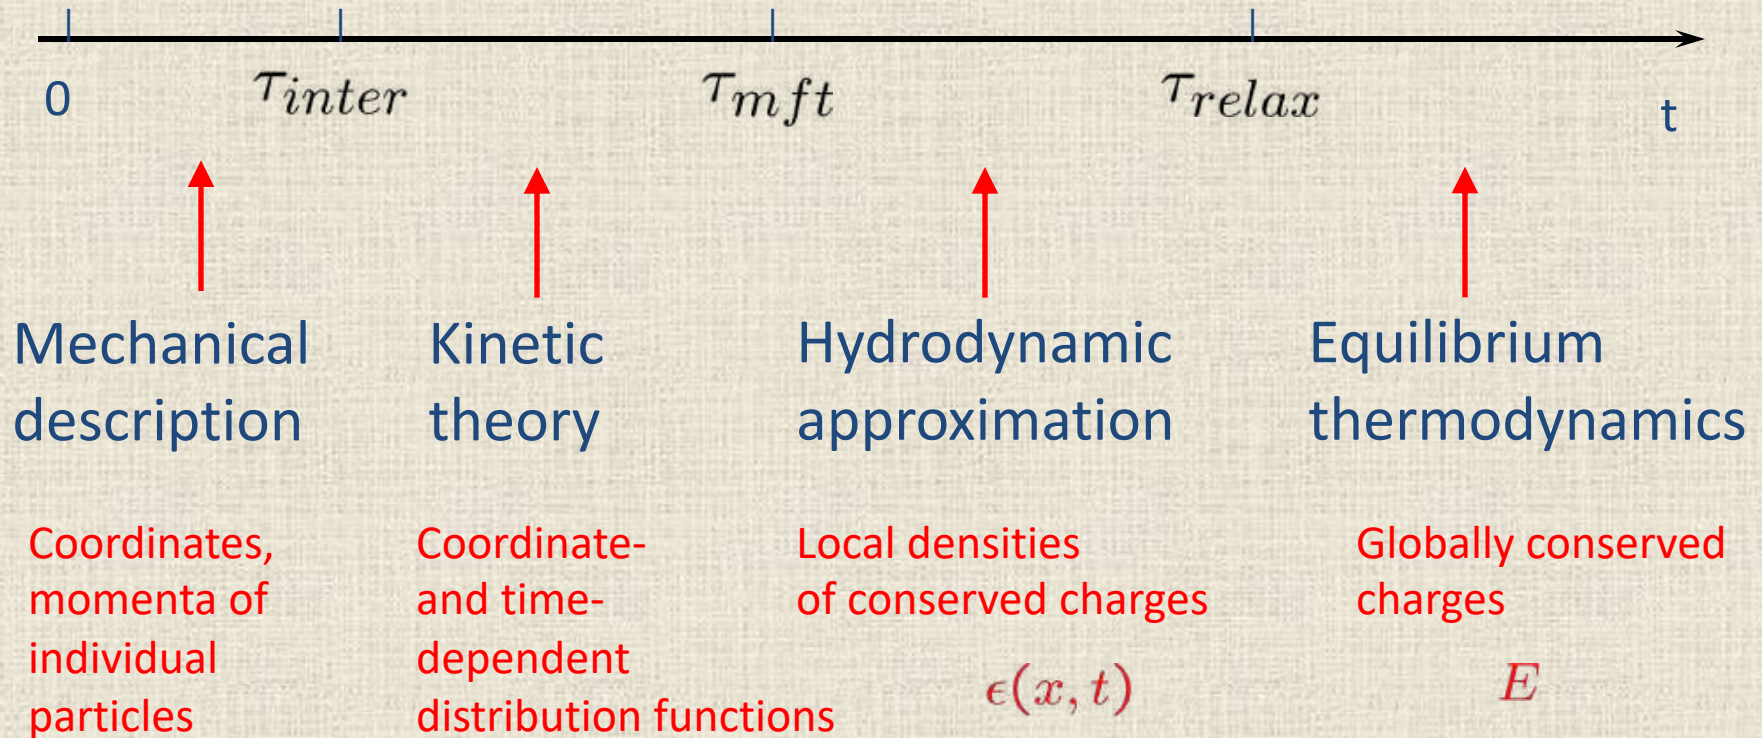 0
τinter
τmft
τrelax
t
Mechanical
description
Kinetic
theory
Hydrodynamic
approximation
Equilibrium
thermodynamics
Coordinates,
momenta of
individual
particles
Coordinate-
and time-
dependent
distribution functions
Local densities
of conserved charges
ϵ(x, t)
Globally conserved
charges
E